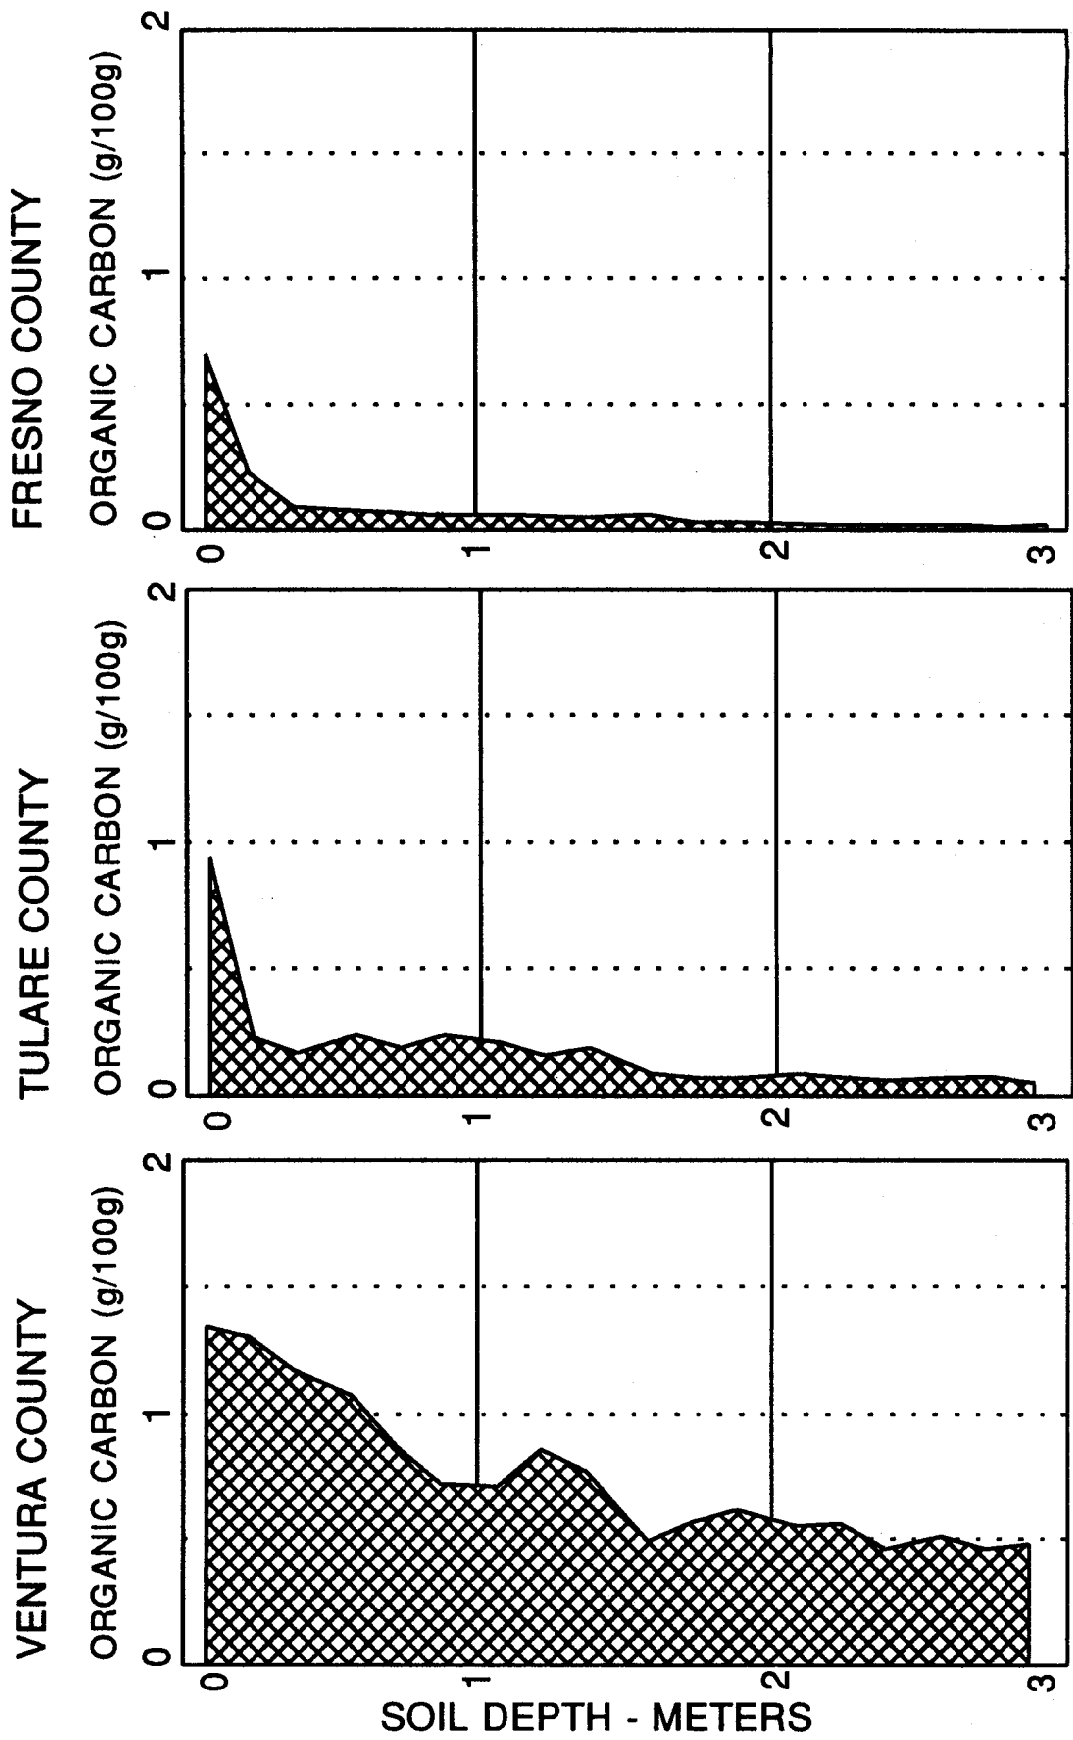 FRESNO COUNTY
ORGANIC CARBON (g/100g)
2
1
0
0 1 2 3
TULARE COUNTY
ORGANIC CARBON (g/100g)
2
1
0
0 1 2 3
VENTURA COUNTY
ORGANIC CARBON (g/100g)
2
1
0
0 1 2 3
SOIL DEPTH - METERS